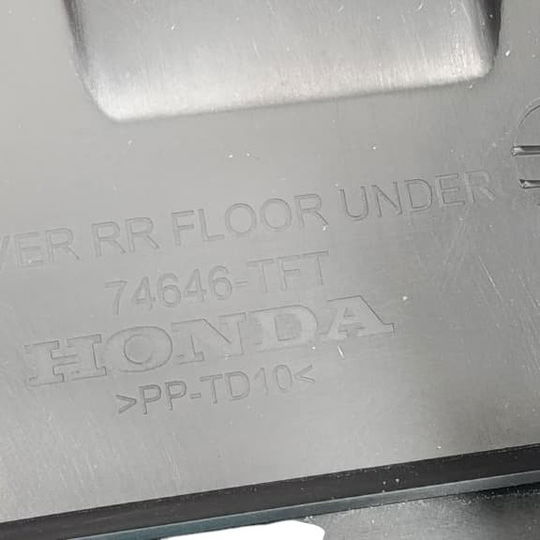 VER RR FLOOR UNDER
74646-TFT
HONDA
>PP-TD10<